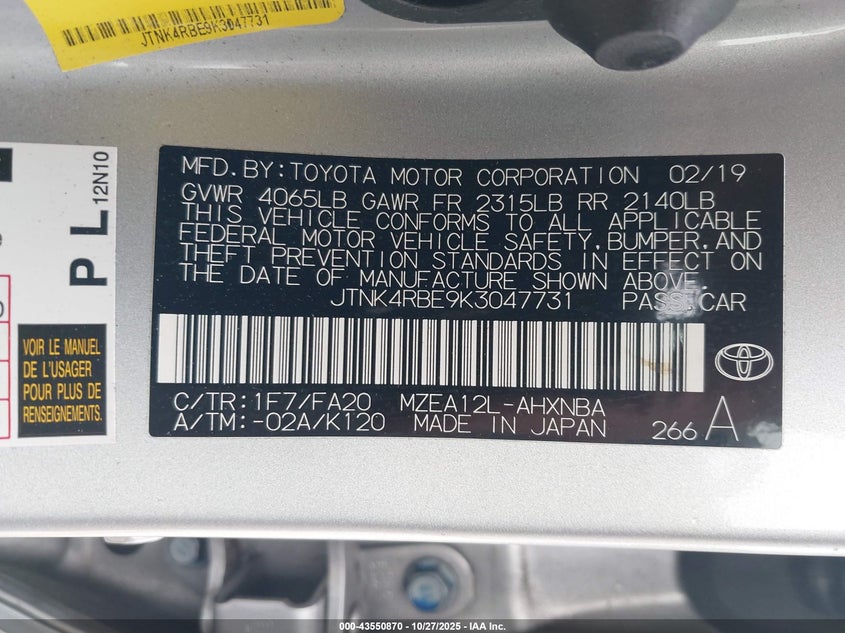 JTNK4RBE9K3047731
P L
12N10
VOIR LE MANUEL
DE L'USAGER
POUR PLUS DE
RENSEIGNEMENTS.
MFD. BY: TOYOTA MOTOR CORPORATION 02/19
GVWR 4065LB GAWR FR 2315LB RR 2140LB
THIS VEHICLE CONFORMS TO ALL APPLICABLE
FEDERAL MOTOR VEHICLE SAFETY, BUMPER, AND
THEFT PREVENTION STANDARDS IN EFFECT ON
THE DATE OF MANUFACTURE SHOWN ABOVE.
JTNK4RBE9K3047731 PASS. CAR
C/TR: 1F7/FA20 MZEA12L-AHXNBA
A/TM: -02A/K120 MADE IN JAPAN 266 A
000-43550870 | 10/27/2025 | IAA Inc.